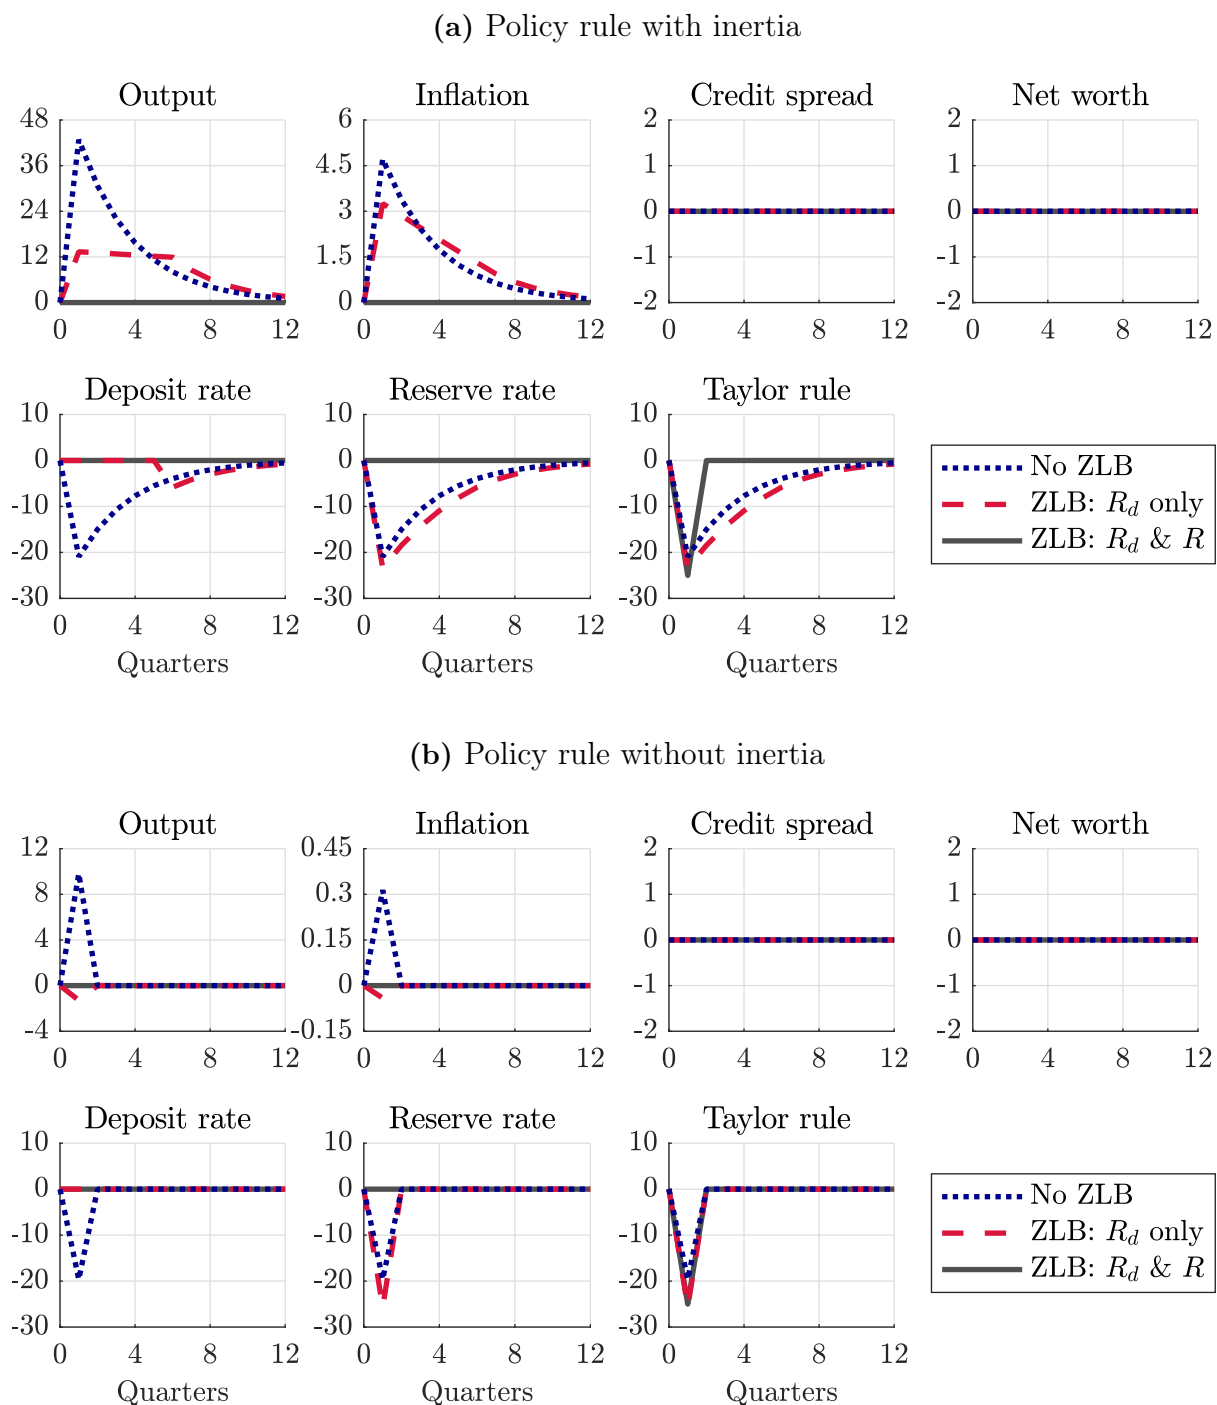 (a) Policy rule with inertia
Output Inflation Credit spread Net worth
48 36 24 12 0
0 4 8 12
6 4.5 3 1.5 0
0 4 8 12
2 1 0 -1 -2
0 4 8 12
2 1 0 -1 -2
0 4 8 12
Deposit rate Reserve rate Taylor rule
10 0 -10 -20 -30
0 4 8 12
Quarters
10 0 -10 -20 -30
0 4 8 12
Quarters
10 0 -10 -20 -30
0 4 8 12
Quarters
No ZLB
ZLB: R_d only
ZLB: R_d & R
(b) Policy rule without inertia
Output Inflation Credit spread Net worth
12 8 4 0 -4
0 4 8 12
0.45 0.3 0.15 0 -0.15
0 4 8 12
2 1 0 -1 -2
0 4 8 12
2 1 0 -1 -2
0 4 8 12
Deposit rate Reserve rate Taylor rule
10 0 -10 -20 -30
0 4 8 12
Quarters
10 0 -10 -20 -30
0 4 8 12
Quarters
10 0 -10 -20 -30
0 4 8 12
Quarters
No ZLB
ZLB: R_d only
ZLB: R_d & R